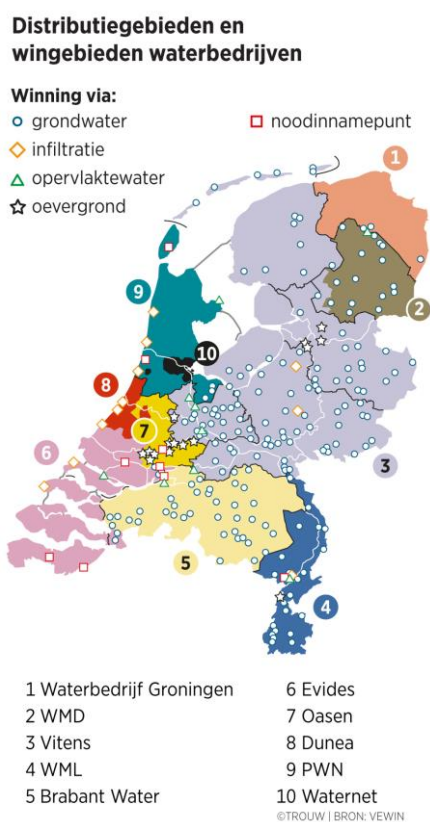 Distributiegebieden en
wingebieden waterbedrijven
Winning via:
grondwater
infiltratie
opervlaktewater
oevergrond
noodinnamepunt
1
2
3
4
5
6
7
8
9
10
1 Waterbedrijf Groningen
2 WMD
3 Vitens
4 WML
5 Brabant Water
6 Evides
7 Oasen
8 Dunea
9 PWN
10 Waternet
©TROUW | BRON: VEWIN